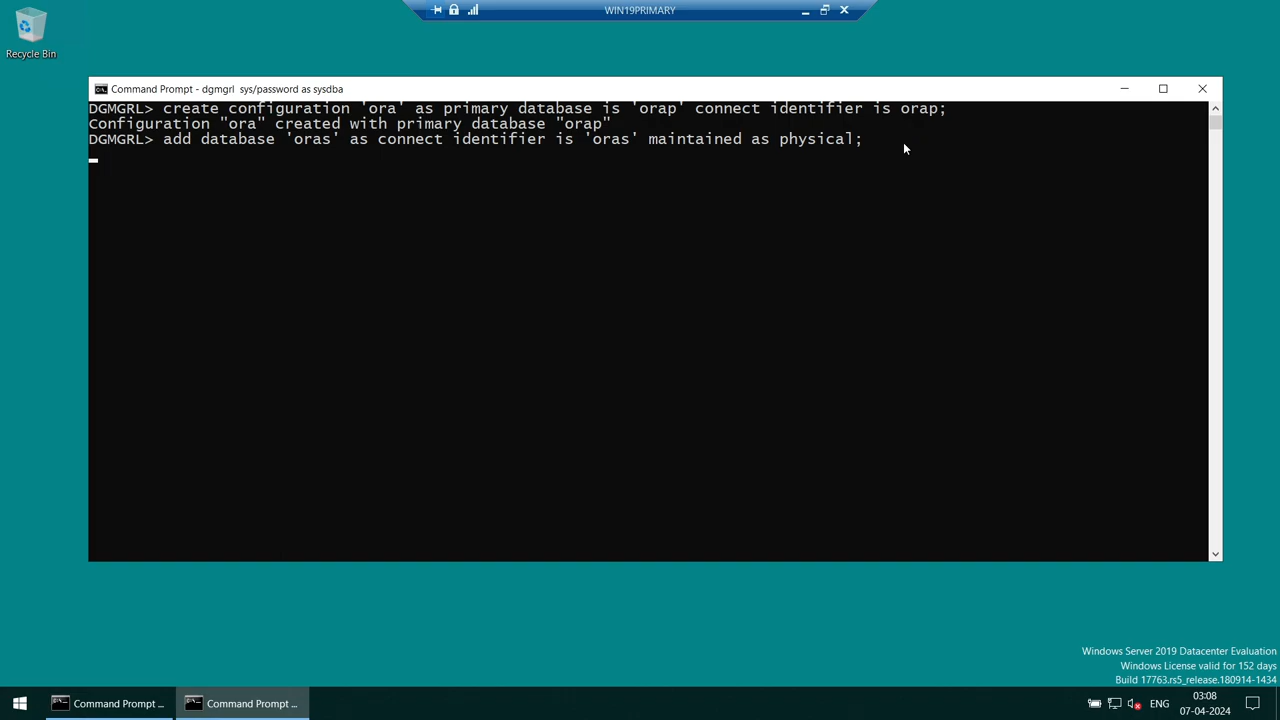 WIN19PRIMARY
Recycle Bin
Command Prompt - dgmgrl  sys/password as sysdba
DGMGRL> create configuration 'ora' as primary database is 'orap' connect identifier is orap;
Configuration "ora" created with primary database "orap"
DGMGRL> add database 'oras' as connect identifier is 'oras' maintained as physical;
Windows Server 2019 Datacenter Evaluation
Windows License valid for 152 days
Build 17763.rs5_release.180914-1434
Command Prompt ...
Command Prompt ...
ENG
03:08
07-04-2024